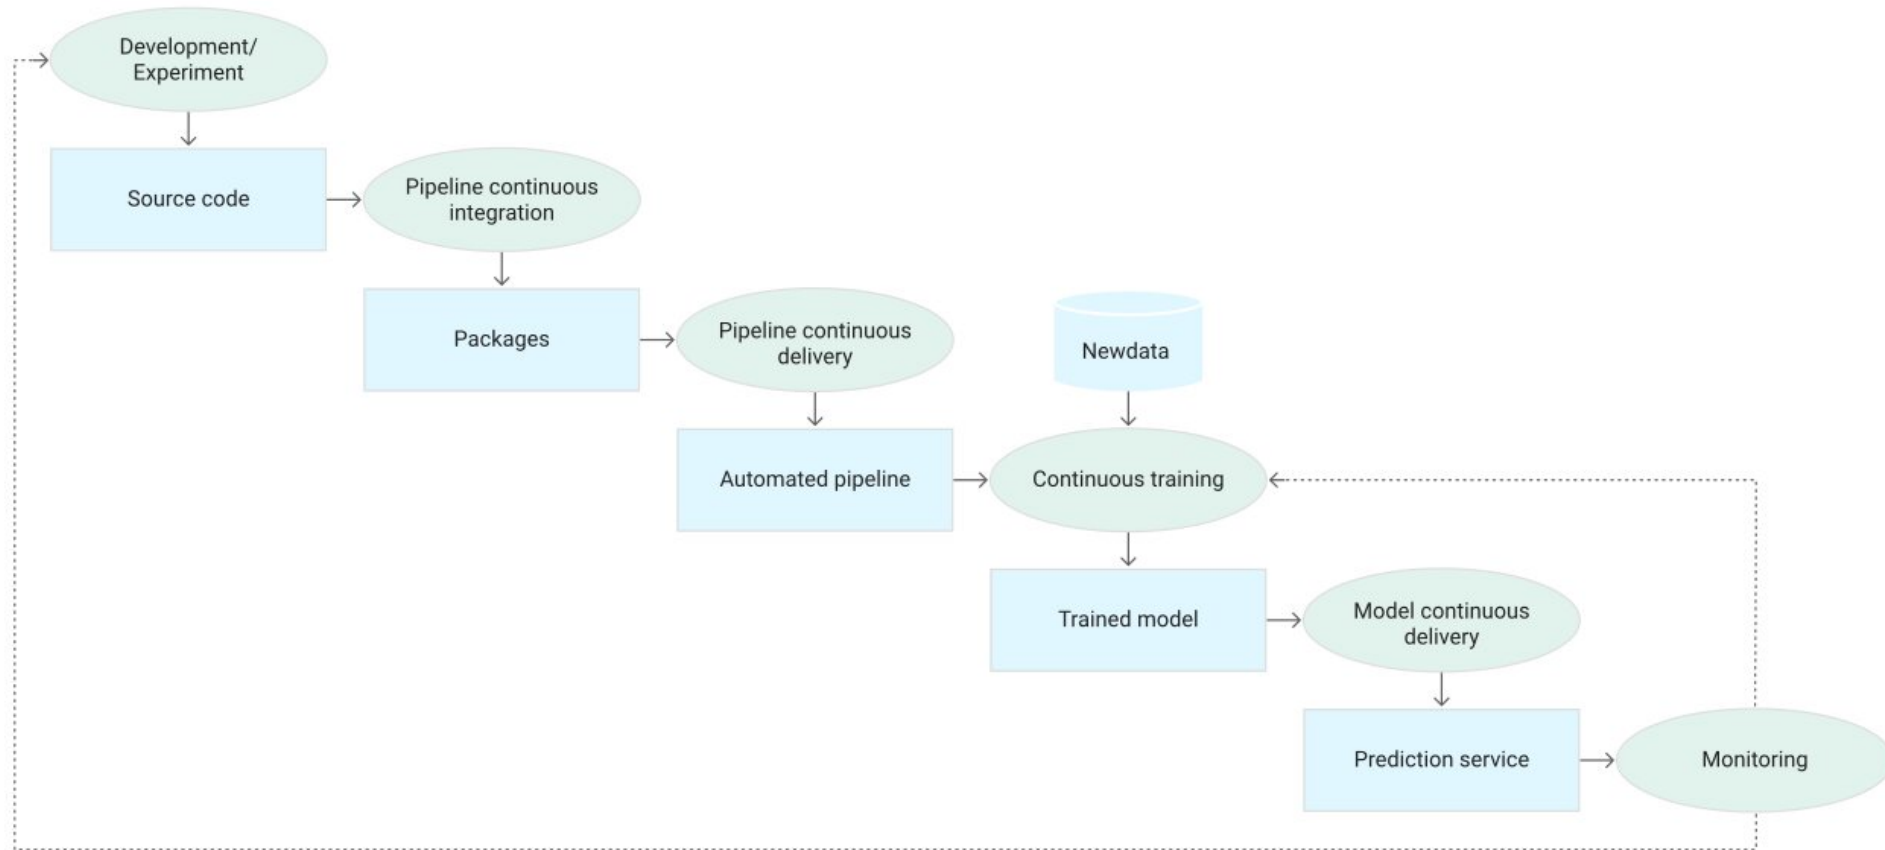 Development/
Experiment
Source code
Pipeline continuous
integration
Packages
Pipeline continuous
delivery
Newdata
Automated pipeline
Continuous training
Trained model
Model continuous
delivery
Prediction service
Monitoring